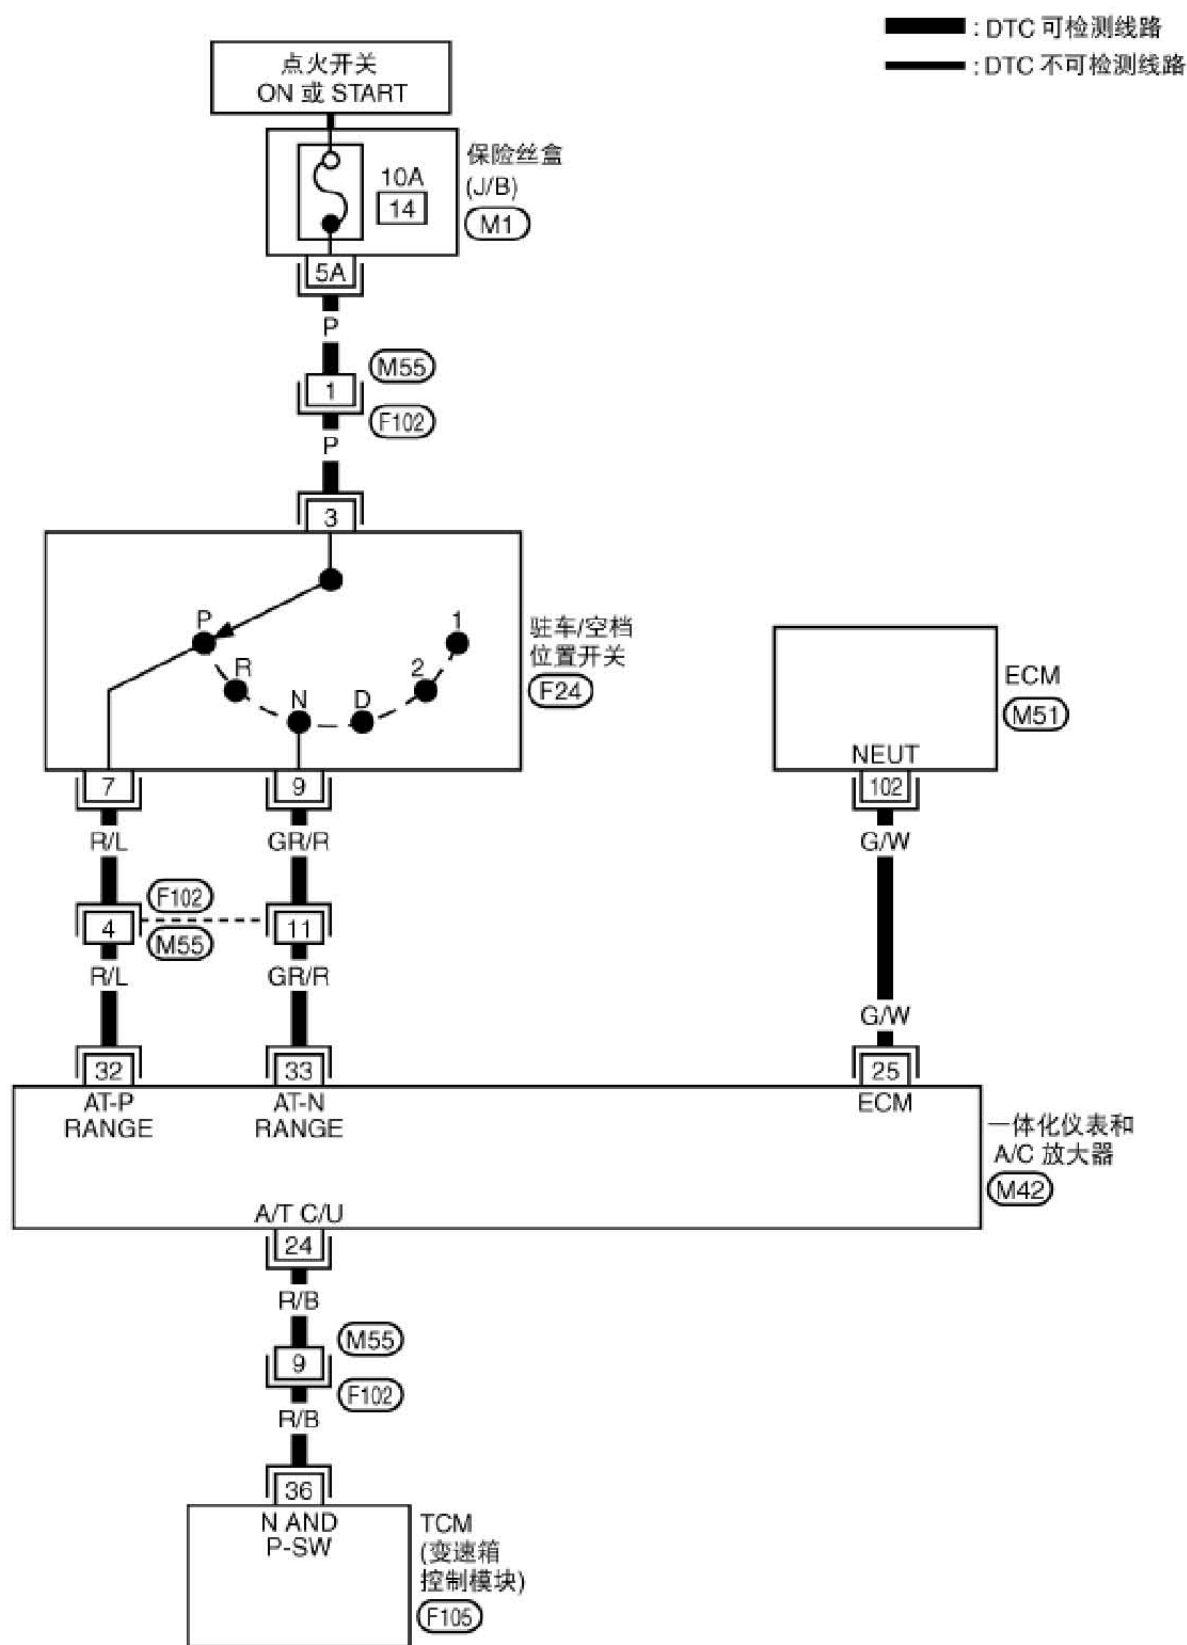 : DTC 可检测线路
: DTC 不可检测线路
点火开关
ON 或 START
保险丝盒
(J/B)
M1
10A
14
5A
P
M55
1
F102
P
3
P
R
N
D
2
1
驻车/空档
位置开关
F24
ECM
M51
NEUT
7
9
102
R/L
GR/R
G/W
F102
4
11
M55
R/L
GR/R
G/W
32
33
25
AT-P
RANGE
AT-N
RANGE
ECM
一体化仪表和
A/C 放大器
M42
A/T C/U
24
R/B
M55
9
F102
R/B
36
N AND
P-SW
TCM
(变速箱
控制模块)
F105